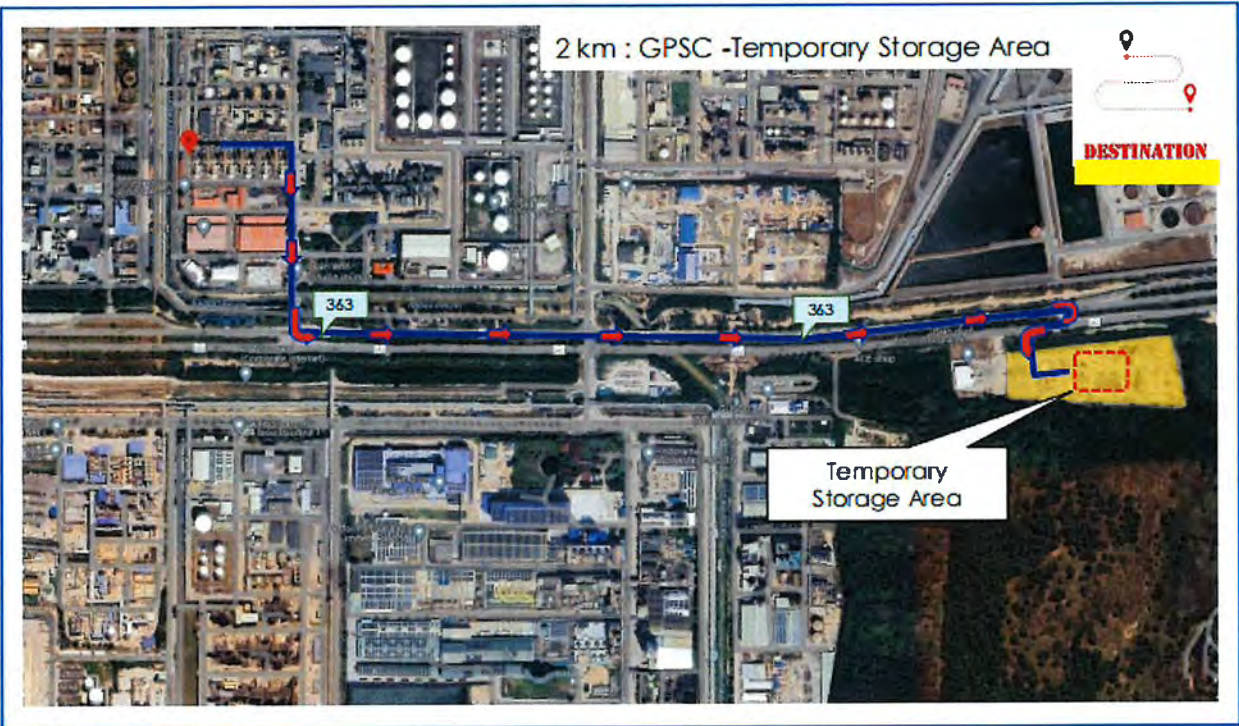 2 km : GPSC -Temporary Storage Area
DESTINATION
363
363
Temporary
Storage Area